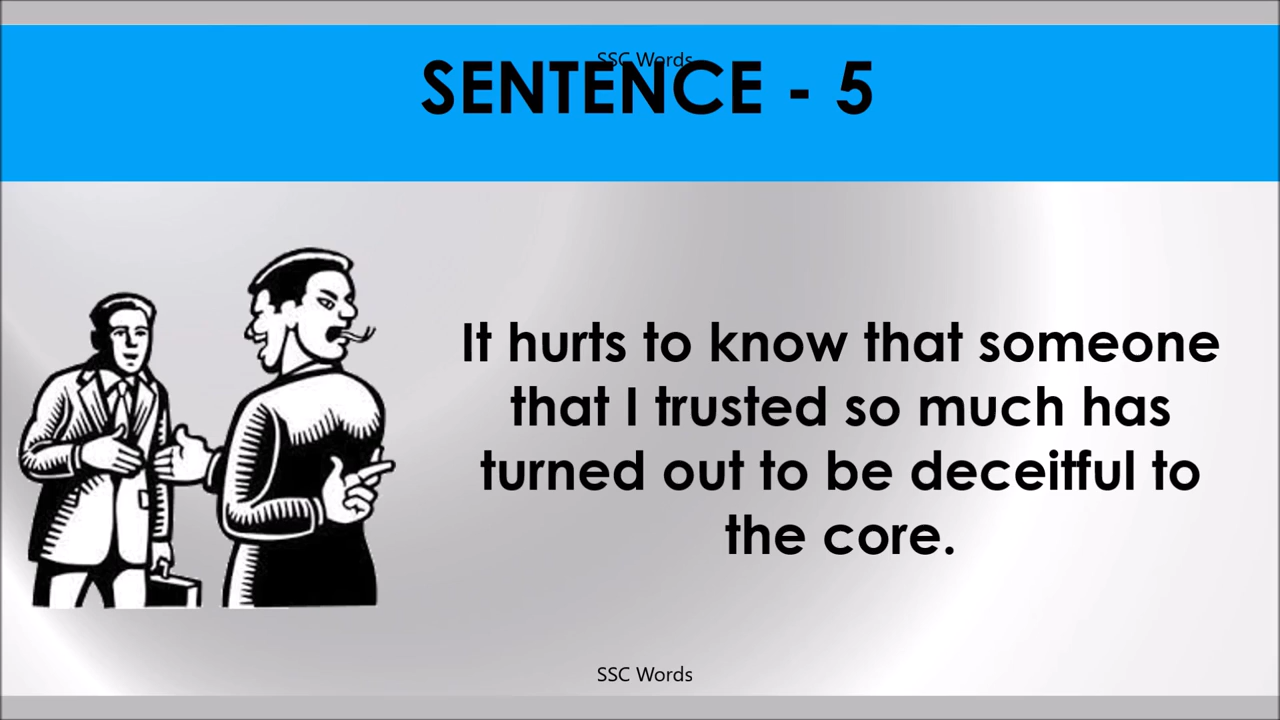 SSC Words
SENTENCE - 5
It hurts to know that someone
that I trusted so much has
turned out to be deceitful to
the core.
SSC Words